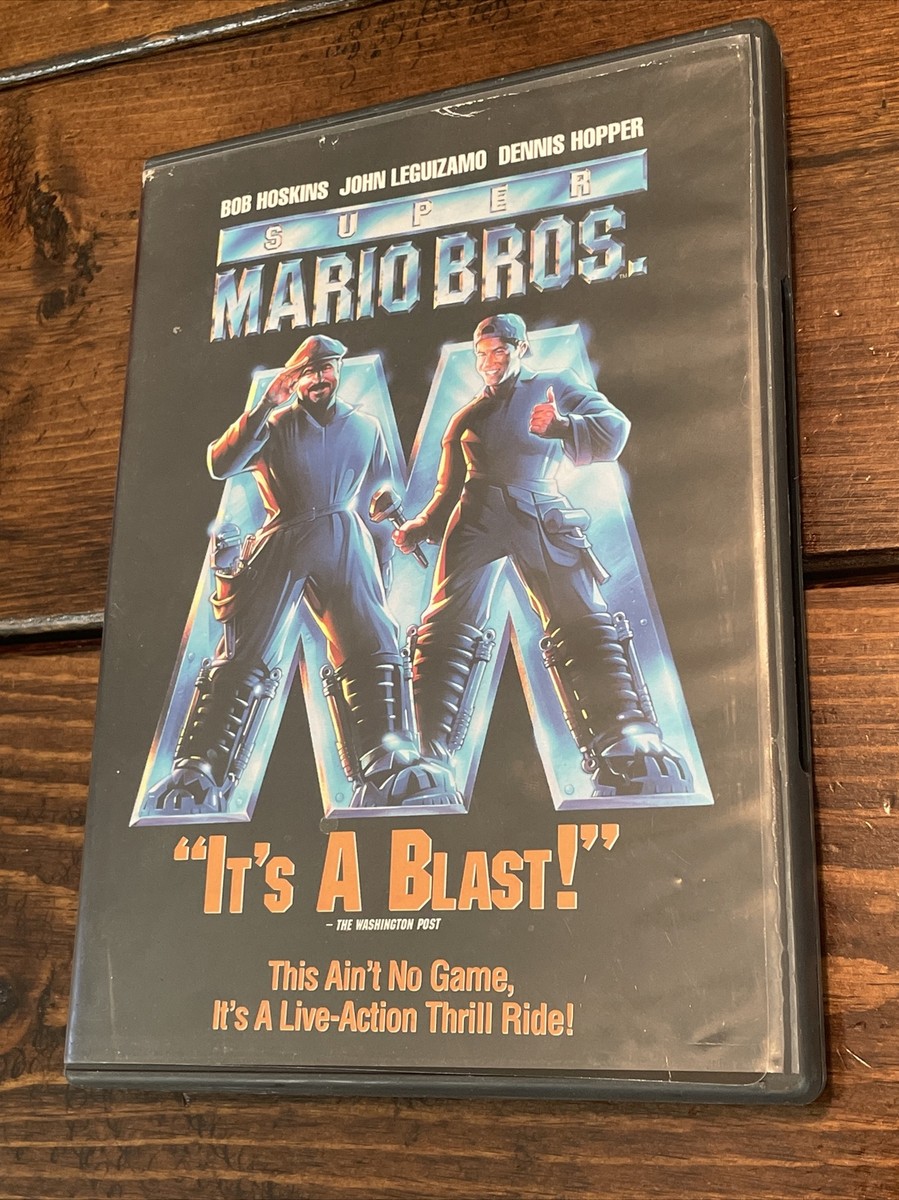 BOB HOSKINS JOHN LEGUIZAMO DENNIS HOPPER
SUPER
MARIO BROS.™
“IT'S A BLAST!”
– THE WASHINGTON POST
This Ain't No Game,
It's A Live-Action Thrill Ride!